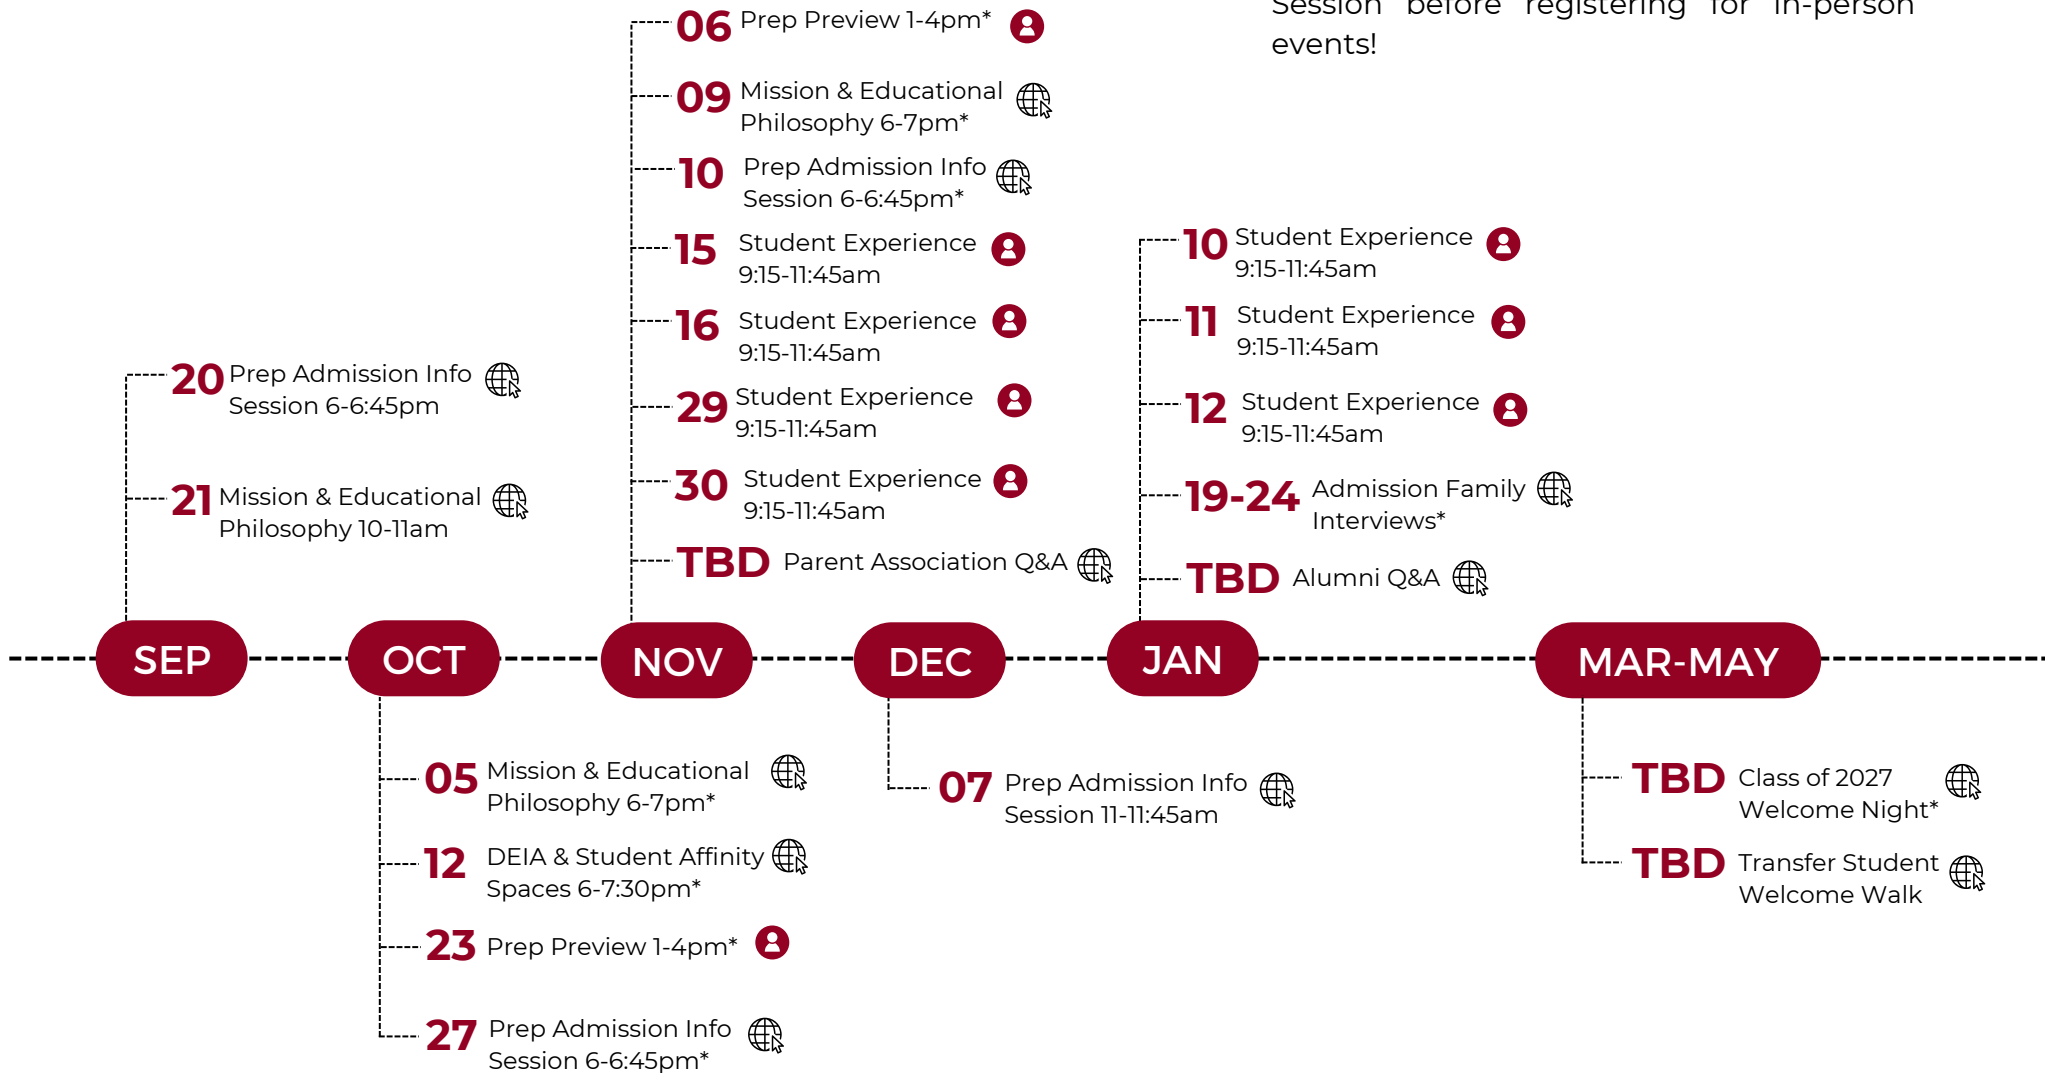 Session before registering for in-person
events!
06 Prep Preview 1-4pm*
09 Mission & Educational
Philosophy 6-7pm*
10 Prep Admission Info
Session 6-6:45pm*
15 Student Experience
9:15-11:45am
16 Student Experience
9:15-11:45am
29 Student Experience
9:15-11:45am
30 Student Experience
9:15-11:45am
TBD Parent Association Q&A
10 Student Experience
9:15-11:45am
11 Student Experience
9:15-11:45am
12 Student Experience
9:15-11:45am
19-24 Admission Family
Interviews*
TBD Alumni Q&A
20 Prep Admission Info
Session 6-6:45pm
21 Mission & Educational
Philosophy 10-11am
SEP
OCT
NOV
DEC
JAN
MAR-MAY
05 Mission & Educational
Philosophy 6-7pm*
12 DEIA & Student Affinity
Spaces 6-7:30pm*
23 Prep Preview 1-4pm*
27 Prep Admission Info
Session 6-6:45pm*
07 Prep Admission Info
Session 11-11:45am
TBD Class of 2027
Welcome Night*
TBD Transfer Student
Welcome Walk